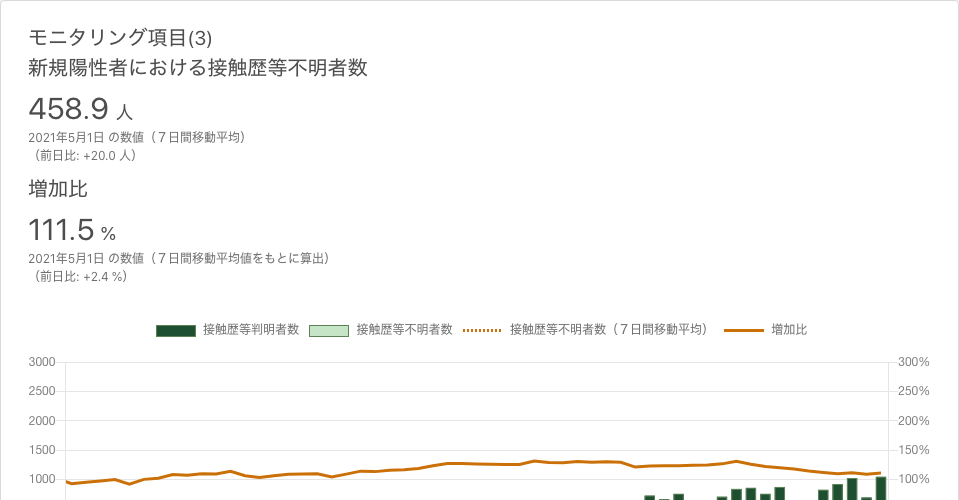 モニタリング項目(3)
新規陽性者における接触歴等不明者数
458.9 人
2021年5月1日 の数値（７日間移動平均）
（前日比: +20.0 人）
増加比
111.5 %
2021年5月1日 の数値（７日間移動平均値をもとに算出）
（前日比: +2.4 %）
接触歴等判明者数 接触歴等不明者数 接触歴等不明者数（７日間移動平均） 増加比
3000 300%
2500 250%
2000 200%
1500 150%
1000 100%